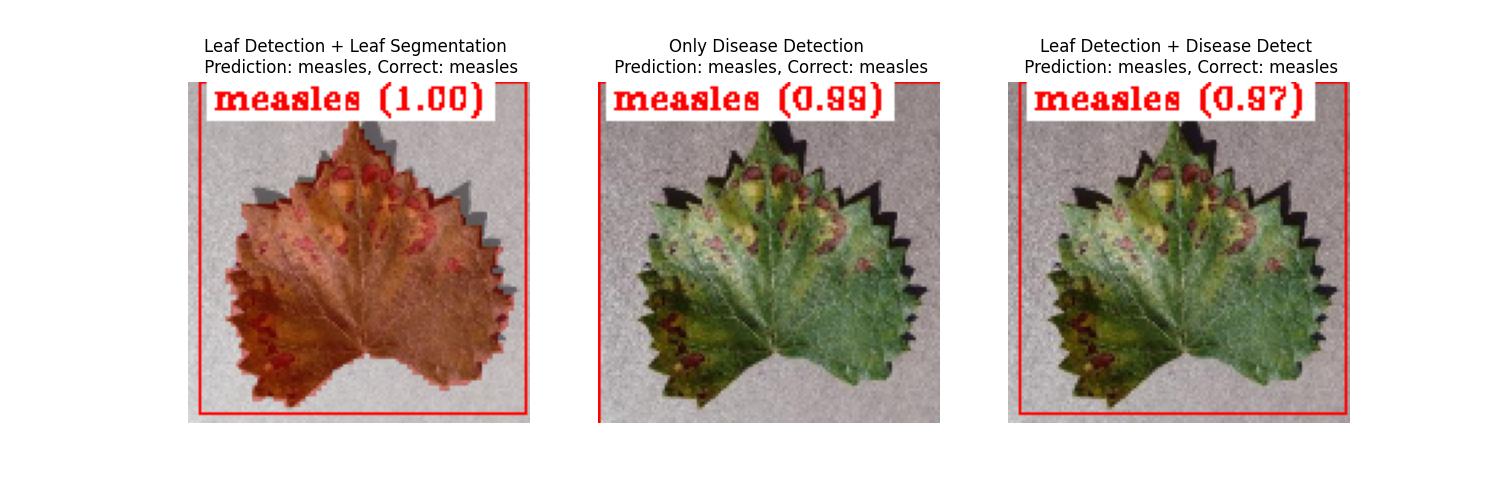 Leaf Detection + Leaf Segmentation
Prediction: measles, Correct: measles
measles (1.00)
Only Disease Detection
Prediction: measles, Correct: measles
measles (0.99)
Leaf Detection + Disease Detect
Prediction: measles, Correct: measles
measles (0.97)